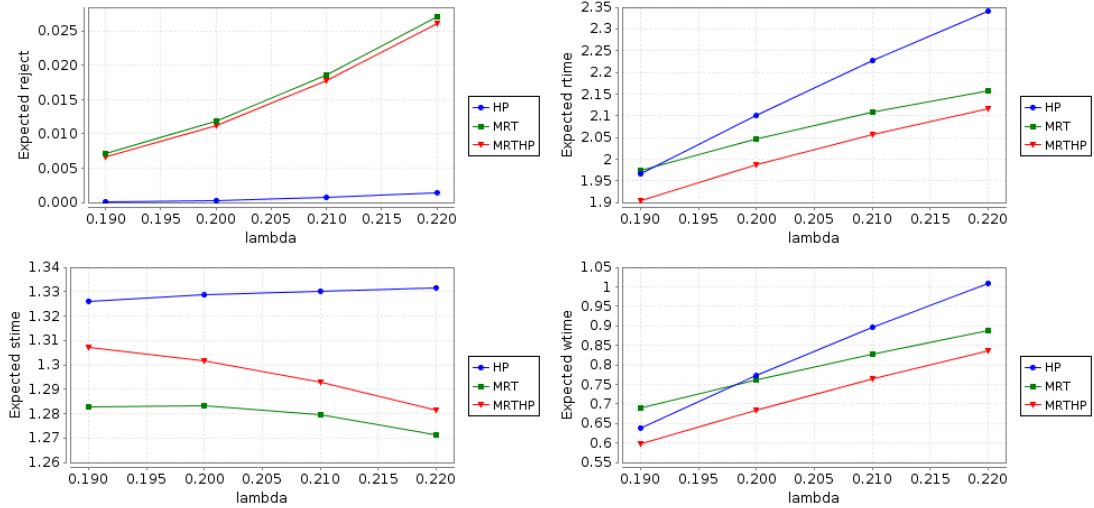 Expected reject
0.025
0.020
0.015
0.010
0.005
0.000
0.190 0.195 0.200 0.205 0.210 0.215 0.220
lambda
HP
MRT
MRTHP
Expected rtime
2.35
2.3
2.25
2.2
2.15
2.1
2.05
2
1.95
1.9
0.190 0.195 0.200 0.205 0.210 0.215 0.220
lambda
HP
MRT
MRTHP
Expected stime
1.34
1.33
1.32
1.31
1.3
1.29
1.28
1.27
1.26
0.190 0.195 0.200 0.205 0.210 0.215 0.220
lambda
HP
MRT
MRTHP
Expected wtime
1.05
1
0.95
0.9
0.85
0.8
0.75
0.7
0.65
0.6
0.55
0.190 0.195 0.200 0.205 0.210 0.215 0.220
lambda
HP
MRT
MRTHP